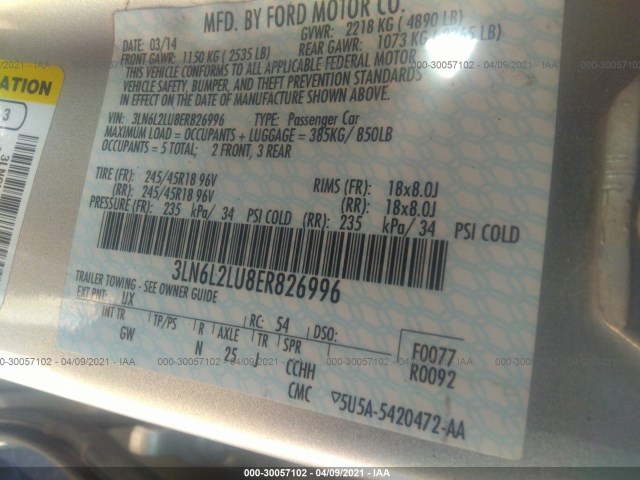 MFD. BY FORD MOTOR CO.
DATE: 03/14 GVWR: 2218 KG ( 4890 LB)
FRONT GAWR: 1150 KG ( 2535 LB) REAR GAWR: 1073 KG ( LB)
THIS VEHICLE CONFORMS TO ALL APPLICABLE FEDERAL MOTOR
VEHICLE SAFETY, BUMPER, AND THEFT PREVENTION STANDARDS
IN EFFECT ON THE DATE OF MANUFACTURE SHOWN ABOVE.
VIN: 3LN6L2LU8ER826996 TYPE: Passenger Car
MAXIMUM LOAD = OCCUPANTS + LUGGAGE = 385KG/ 850LB
OCCUPANTS = 5 TOTAL; 2 FRONT, 3 REAR
TIRE (FR): 245/45R18 96V RIMS (FR): 18x8.0J
(RR): 245/45R18 96V (RR): 18x8.0J
PRESSURE (FR): 235 kPa/ 34 PSI COLD (RR): 235 kPa/ 34 PSI COLD
3LN6L2LU8ER826996
TRAILER TOWING - SEE OWNER GUIDE
EXT PNT: UX RC: 54 DSO:
INT TR TP/PS R AXLE TR SPR F0077
GW N 25 J CCHH R0092
CMC ▽5U5A-5420472-AA
3
000-30057102 - 04/09/2021 - IAA
000-30057102 - 04/09/2021 - IAA
000-30057102 - 04/09/2021 - IAA